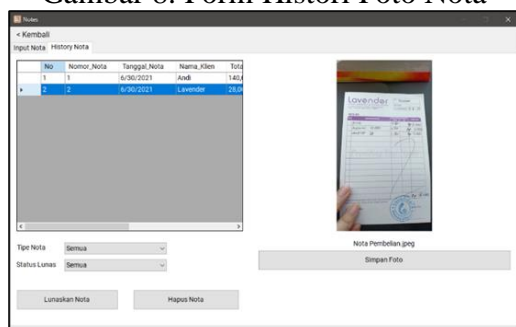 Gambar 8. Form Histori Foto Nota
Notes
< Kembali
Input Nota History Nota
No Nomor_Nota Tanggal_Nota Nama_Klien Tota
1 1 6/30/2021 Andi 140,
2 2 6/30/2021 Lavender 28,0
Lavender
Nota Pembelian.jpeg
Simpan Foto
Tipe Nota Semua
Status Lunas Semua
Lunaskan Nota Hapus Nota